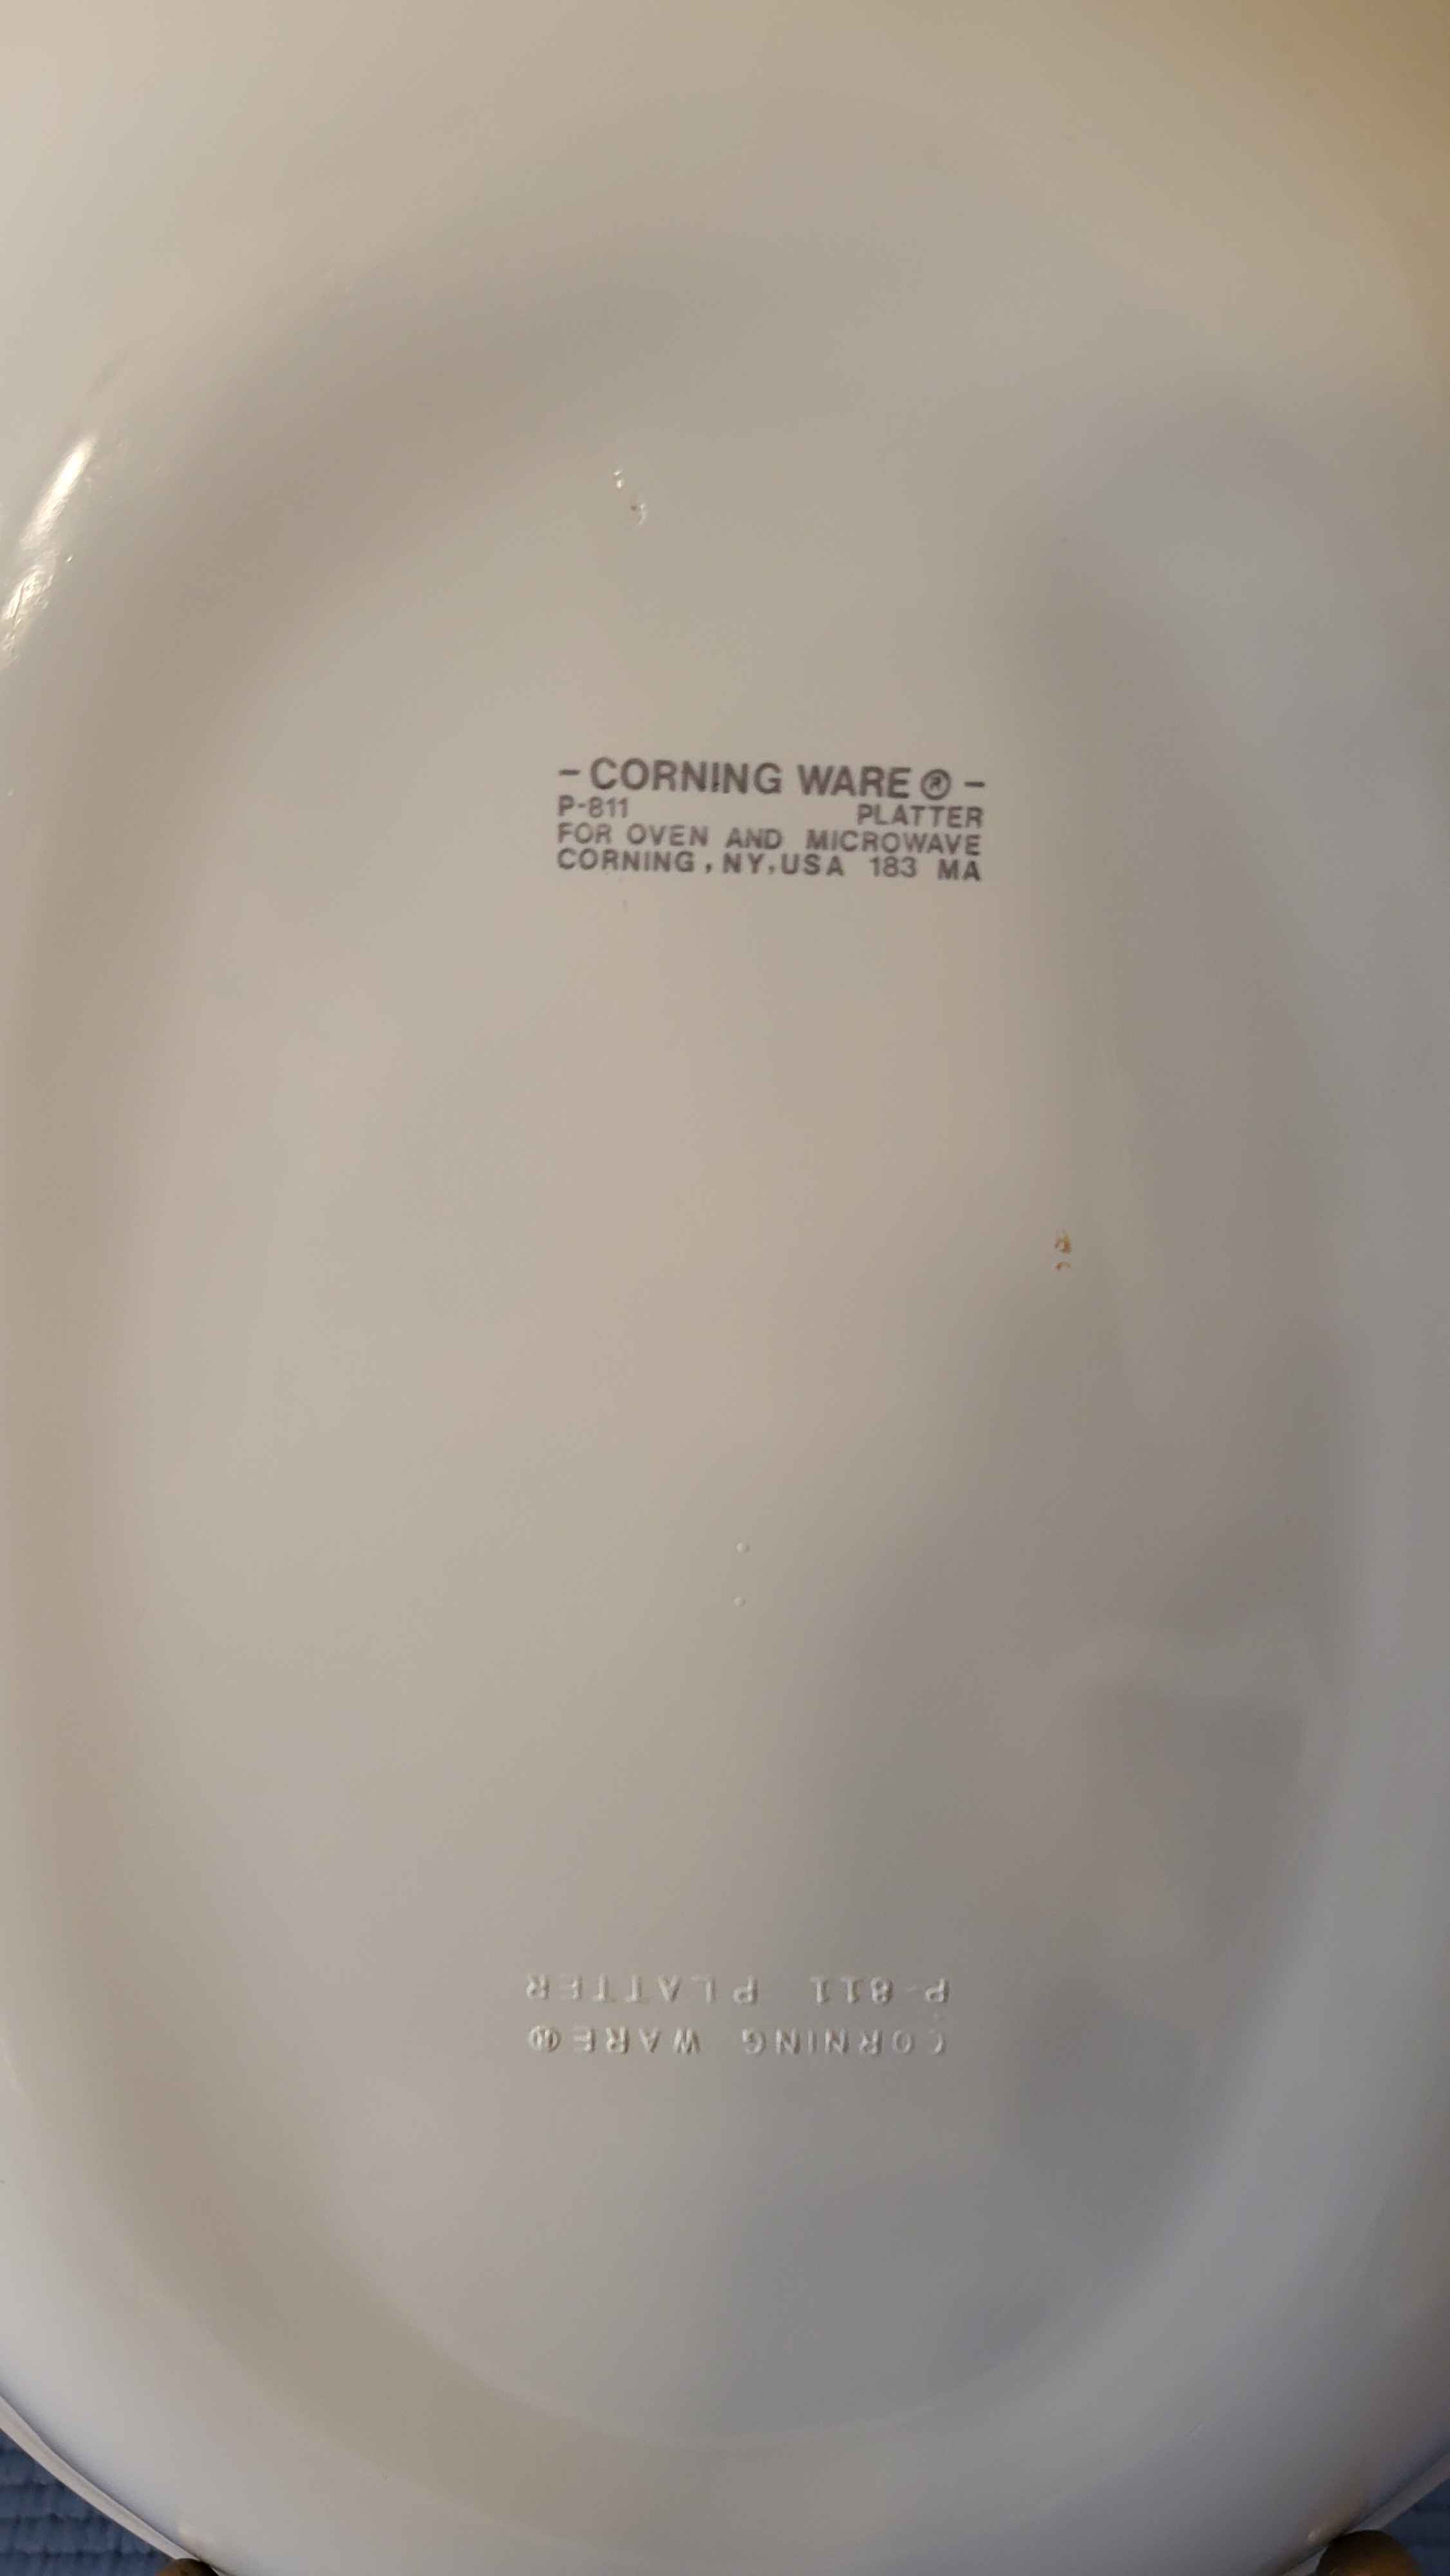 - CORNING WARE ® -
P-811 PLATTER
FOR OVEN AND MICROWAVE
CORNING, NY, USA 183 MA
CORNING WARE ®
P-811 PLATTER